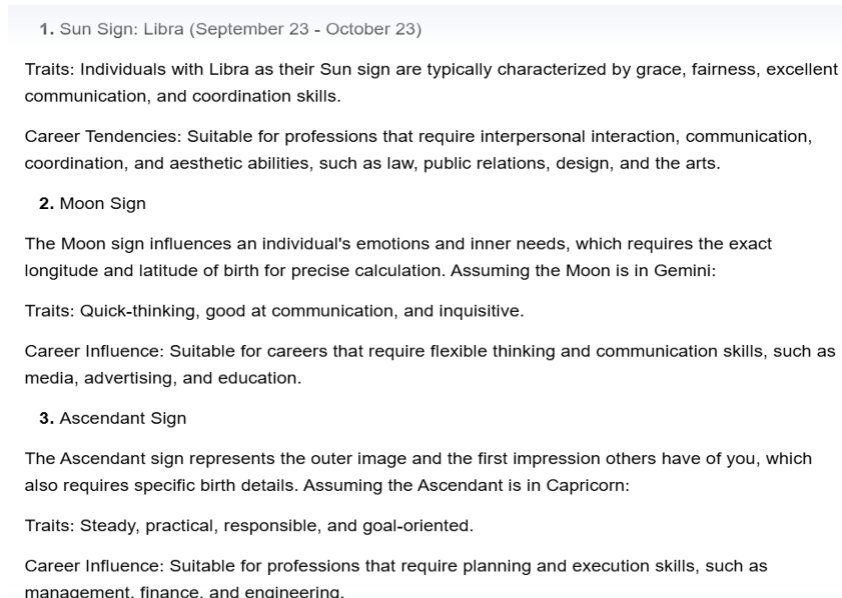 1. Sun Sign: Libra (September 23 - October 23)
Traits: Individuals with Libra as their Sun sign are typically characterized by grace, fairness, excellent
communication, and coordination skills.
Career Tendencies: Suitable for professions that require interpersonal interaction, communication,
coordination, and aesthetic abilities, such as law, public relations, design, and the arts.
2. Moon Sign
The Moon sign influences an individual's emotions and inner needs, which requires the exact
longitude and latitude of birth for precise calculation. Assuming the Moon is in Gemini:
Traits: Quick-thinking, good at communication, and inquisitive.
Career Influence: Suitable for careers that require flexible thinking and communication skills, such as
media, advertising, and education.
3. Ascendant Sign
The Ascendant sign represents the outer image and the first impression others have of you, which
also requires specific birth details. Assuming the Ascendant is in Capricorn:
Traits: Steady, practical, responsible, and goal-oriented.
Career Influence: Suitable for professions that require planning and execution skills, such as
management, finance, and engineering.